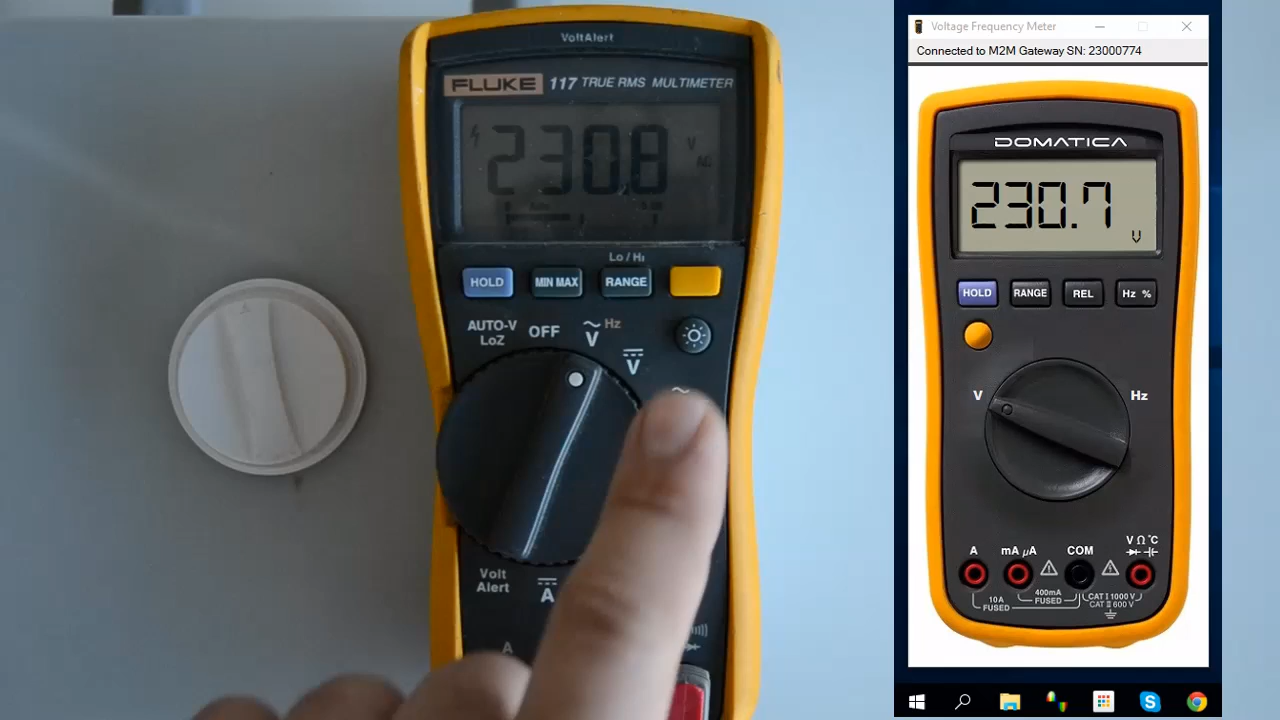 VoltAlert
FLUKE 117 TRUE RMS MULTIMETER
230.8 V
HOLD MIN MAX Lo / Hi RANGE
AUTO-V LoZ OFF ~ V Hz
V
~
Volt Alert A
A
Voltage Frequency Meter
Connected to M2M Gateway SN: 23000774
DOMATICA
230.7 V
HOLD RANGE REL Hz %
V Hz
A mA µA COM V Ω °C
10A FUSED 400mA FUSED CAT I 1000 V CAT II 600 V